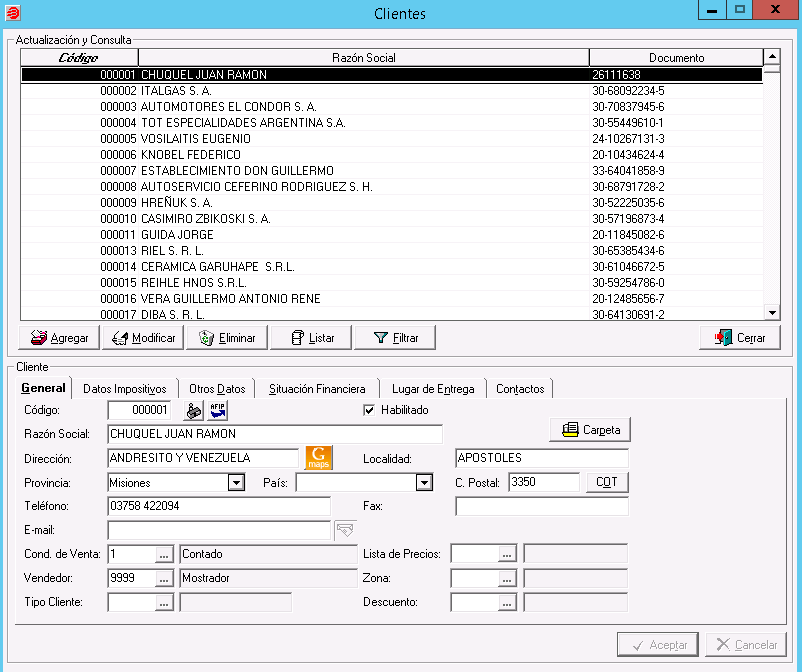 Clientes
Actualización y Consulta
Código Razón Social Documento
000001 CHUQUEL JUAN RAMON 26111638
000002 ITALGAS S. A. 30-68092234-5
000003 AUTOMOTORES EL CONDOR S. A. 30-70837945-6
000004 TOT ESPECIALIDADES ARGENTINA S.A. 30-55449610-1
000005 VOSILAITIS EUGENIO 24-10267131-3
000006 KNOBEL FEDERICO 20-10434624-4
000007 ESTABLECIMIENTO DON GUILLERMO 33-64041858-9
000008 AUTOSERVICIO CEFERINO RODRIGUEZ S. H. 30-68791728-2
000009 HREÑUK S. A. 30-52225035-6
000010 CASIMIRO ZBIKOSKI S. A. 30-57196873-4
000011 GUIDA JORGE 20-11845082-6
000013 RIEL S. R. L. 30-65385434-6
000014 CERAMICA GARUHAPE S.R.L. 30-61046672-5
000015 REIHLE HNOS S.R.L. 30-59254786-0
000016 VERA GUILLERMO ANTONIO RENE 20-12485656-7
000017 DIBA S. R. L. 30-64130691-2
Agregar Modificar Eliminar Listar Filtrar Cerrar
Cliente
General Datos Impositivos Otros Datos Situación Financiera Lugar de Entrega Contactos
Código: 000001 AFIP Habilitado
Razón Social: CHUQUEL JUAN RAMON Carpeta
Dirección: ANDRESITO Y VENEZUELA G maps Localidad: APOSTOLES
Provincia: Misiones País: C. Postal: 3350 COT
Teléfono: 03758 422094 Fax:
E-mail:
Cond. de Venta: 1 ... Contado Lista de Precios: ...
Vendedor: 9999 ... Mostrador Zona: ...
Tipo Cliente: ... Descuento: ...
Aceptar Cancelar